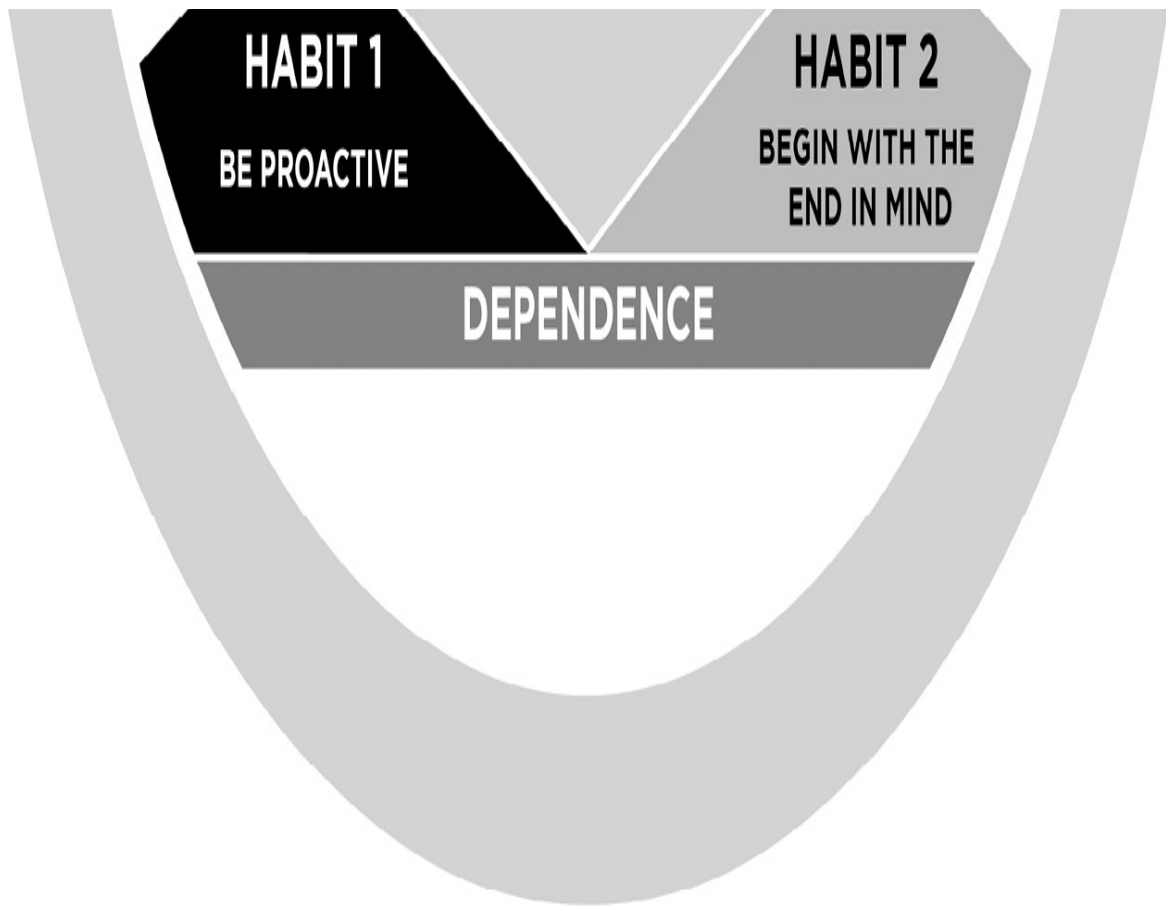 HABIT 1
BE PROACTIVE
HABIT 2
BEGIN WITH THE
END IN MIND
DEPENDENCE